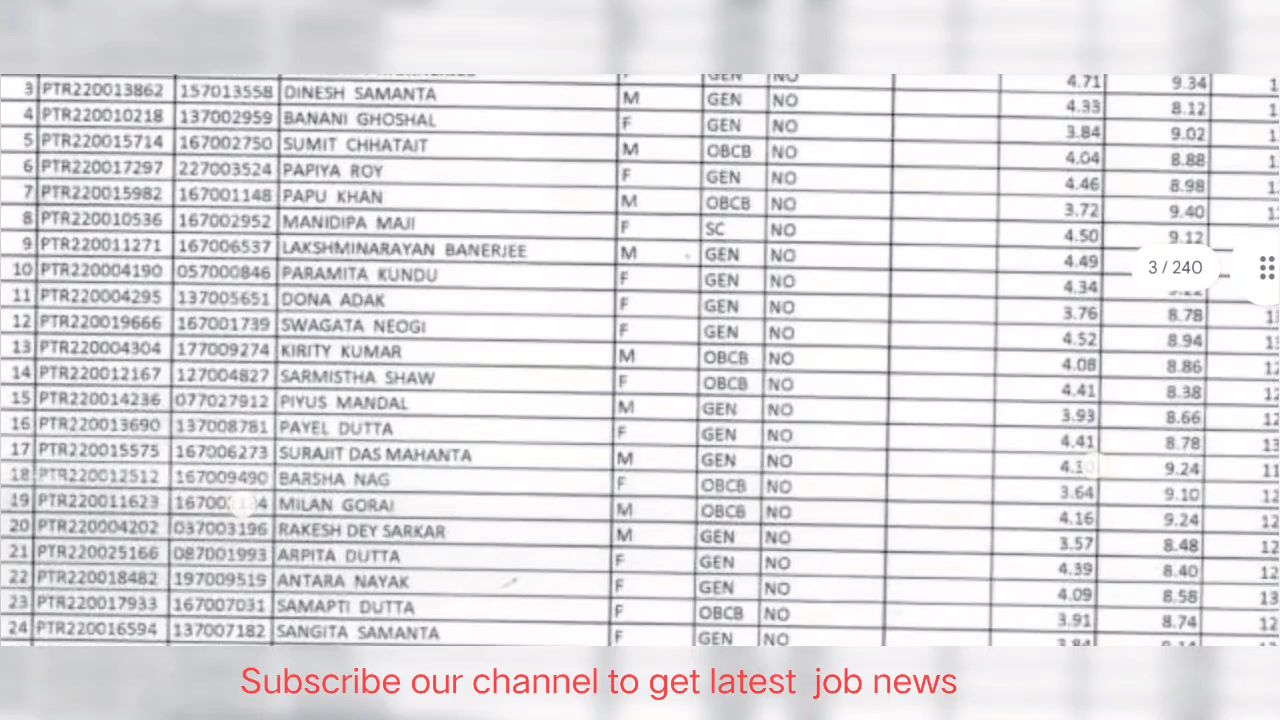 GEN NO 4.71 9.34
3 PTR220013862 157013558 DINESH SAMANTA M GEN NO 4.33 8.12
4 PTR220010218 137002959 BANANI GHOSHAL F GEN NO 3.84 9.02
5 PTR220015714 167002750 SUMIT CHHATAIT M OBCB NO 4.04 8.88
6 PTR220017297 227003524 PAPIYA ROY F GEN NO 4.46 8.98
7 PTR220015982 167001148 PAPU KHAN M OBCB NO 3.72 9.40
8 PTR220010536 167002952 MANIDIPA MAJI F SC NO 4.50 9.12
9 PTR220011271 167006537 LAKSHMINARAYAN BANERJEE M GEN NO 4.49
10 PTR220004190 057000846 PARAMITA KUNDU F GEN NO 4.34
11 PTR220004295 137005651 DONA ADAK F GEN NO 3.76 8.78
12 PTR220019666 167001739 SWAGATA NEOGI F GEN NO 4.52 8.94
13 PTR220004304 177009274 KIRITY KUMAR M OBCB NO 4.08 8.86
14 PTR220012167 127004827 SARMISTHA SHAW F OBCB NO 4.41 8.38
15 PTR220014236 077027912 PIYUS MANDAL M GEN NO 3.93 8.66
16 PTR220013690 137008781 PAYEL DUTTA F GEN NO 4.41 8.78
17 PTR220015575 167006273 SURAJIT DAS MAHANTA M GEN NO 4.10 9.24
18 PTR220012512 167009490 BARSHA NAG F OBCB NO 3.64 9.10
19 PTR220011623 MILAN GORAI M OBCB NO 4.16 9.24
20 PTR220004202 037003196 RAKESH DEY SARKAR M GEN NO 3.57 8.48
21 PTR220025166 087001993 ARPITA DUTTA F GEN NO 4.39 8.40
22 PTR220018482 197009519 ANTARA NAYAK F GEN NO 4.09 8.58
23 PTR220017933 167007031 SAMAPTI DUTTA F OBCB NO 3.91 8.74
24 PTR220016594 137007182 SANGITA SAMANTA F GEN NO
3 / 240
Subscribe our channel to get latest job news